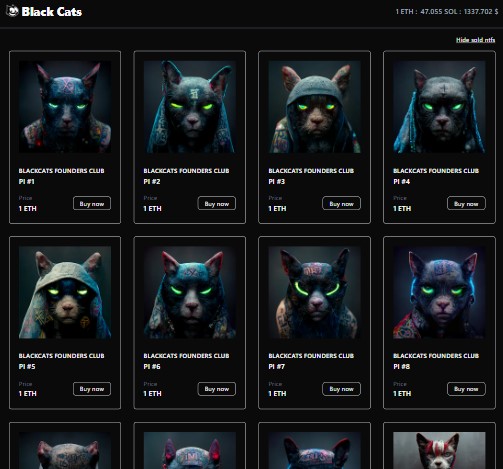 Black Cats
1 ETH : 47.055 SOL : 1337.702 $
Hide sold ntfs
BLACKCATS FOUNDERS CLUB
PI #1
Price
1 ETH
Buy now
BLACKCATS FOUNDERS CLUB
PI #2
Price
1 ETH
Buy now
BLACKCATS FOUNDERS CLUB
PI #3
Price
1 ETH
Buy now
BLACKCATS FOUNDERS CLUB
PI #4
Price
1 ETH
Buy now
BLACKCATS FOUNDERS CLUB
PI #5
Price
1 ETH
Buy now
BLACKCATS FOUNDERS CLUB
PI #6
Price
1 ETH
Buy now
BLACKCATS FOUNDERS CLUB
PI #7
Price
1 ETH
Buy now
BLACKCATS FOUNDERS CLUB
PI #8
Price
1 ETH
Buy now